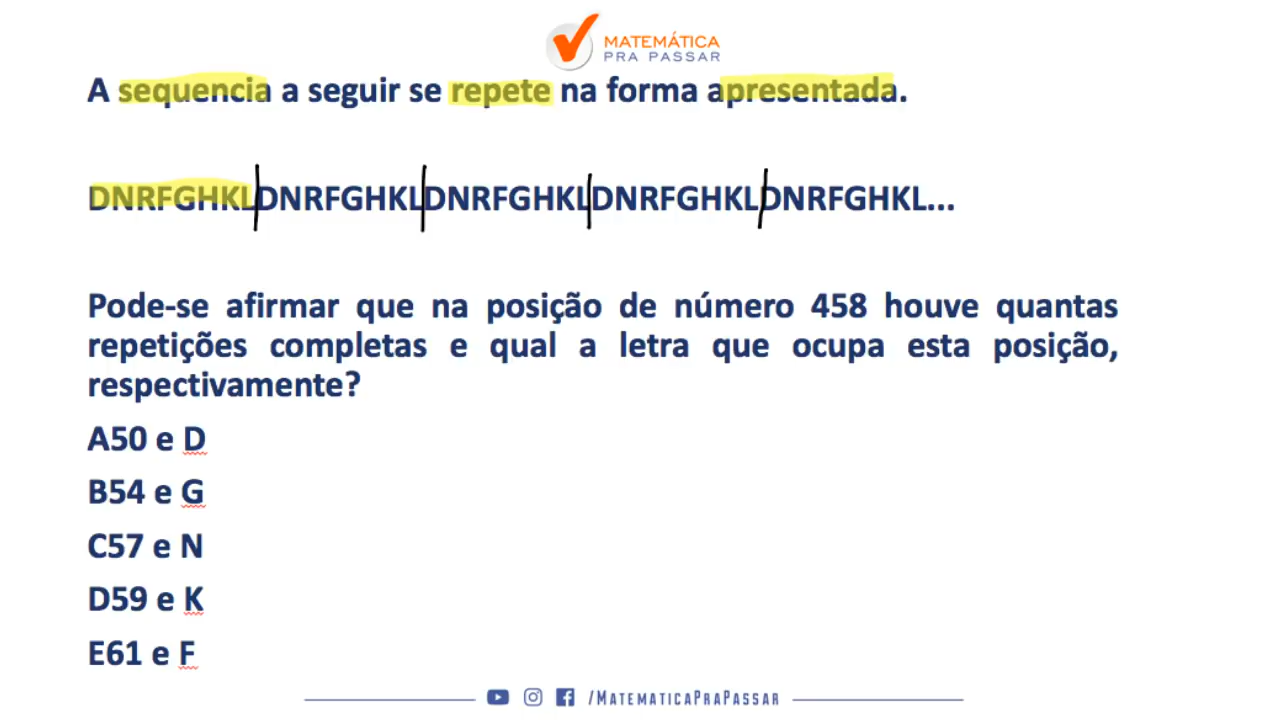 MATEMÁTICA
PRA PASSAR
A sequencia a seguir se repete na forma apresentada.
DNRFGHKLDNRFGHKLDNRFGHKLDNRFGHKLDNRFGHKL...
Pode-se afirmar que na posição de número 458 houve quantas
repetições completas e qual a letra que ocupa esta posição,
respectivamente?
A50 e D
B54 e G
C57 e N
D59 e K
E61 e F
/MatematicaPraPassar